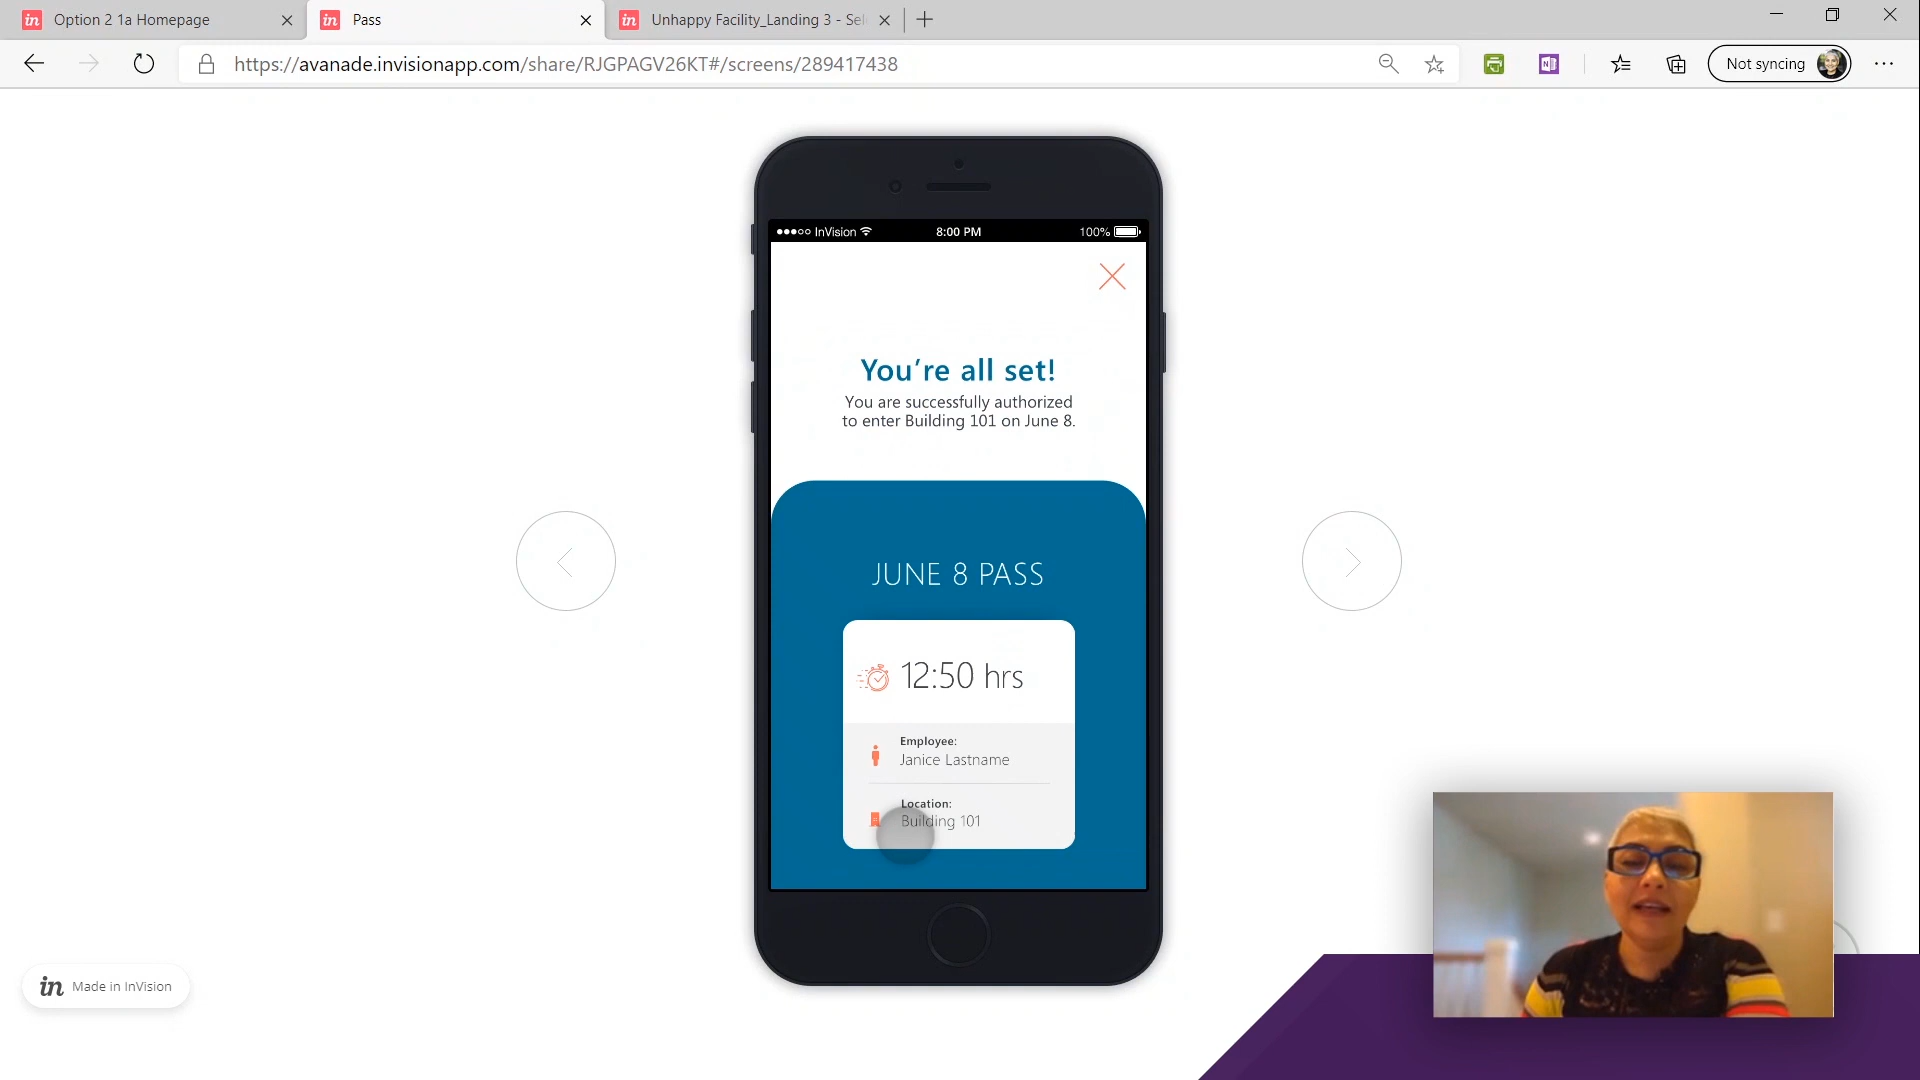 Option 2 1a Homepage
Pass
Unhappy Facility_Landing 3 - Sel
https://avanade.invisionapp.com/share/RJGPAGV26KT#/screens/289417438
Not syncing
InVision
8:00 PM
100%
You're all set!
You are successfully authorized
to enter Building 101 on June 8.
JUNE 8 PASS
12:50 hrs
Employee:
Janice Lastname
Location:
Building 101
in Made in InVision